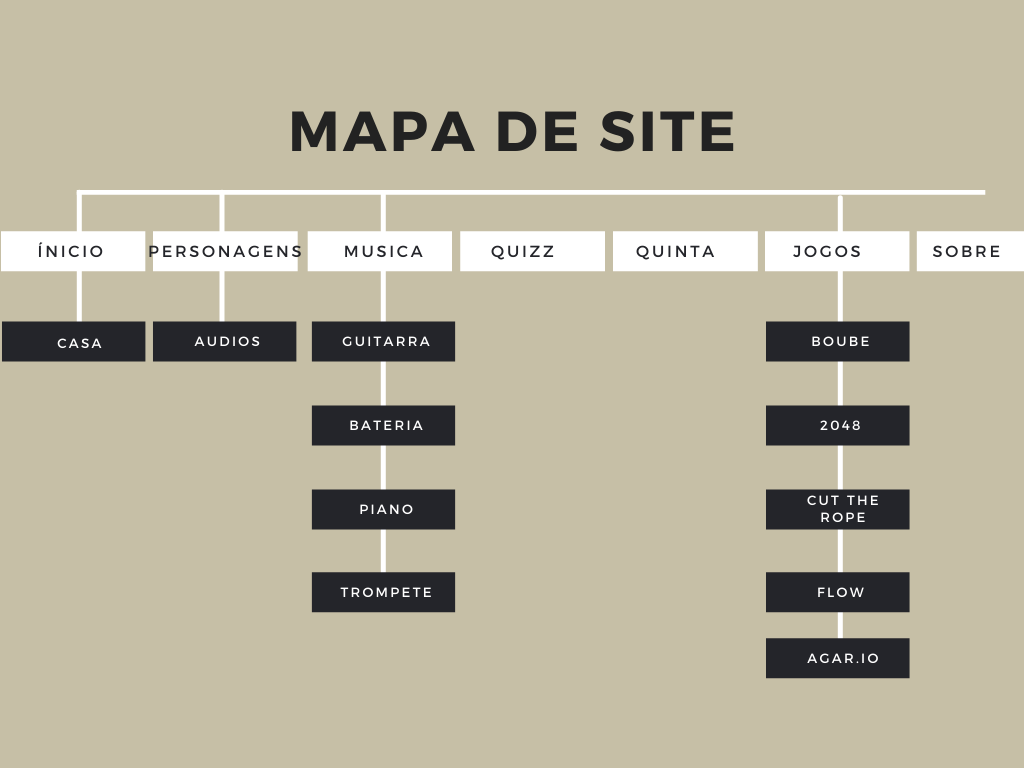 MAPA DE SITE
ÍNICIO
PERSONAGENS
MUSICA
QUIZZ
QUINTA
JOGOS
SOBRE
CASA
AUDIOS
GUITARRA
BOUBE
BATERIA
2048
PIANO
CUT THE
ROPE
TROMPETE
FLOW
AGAR.IO